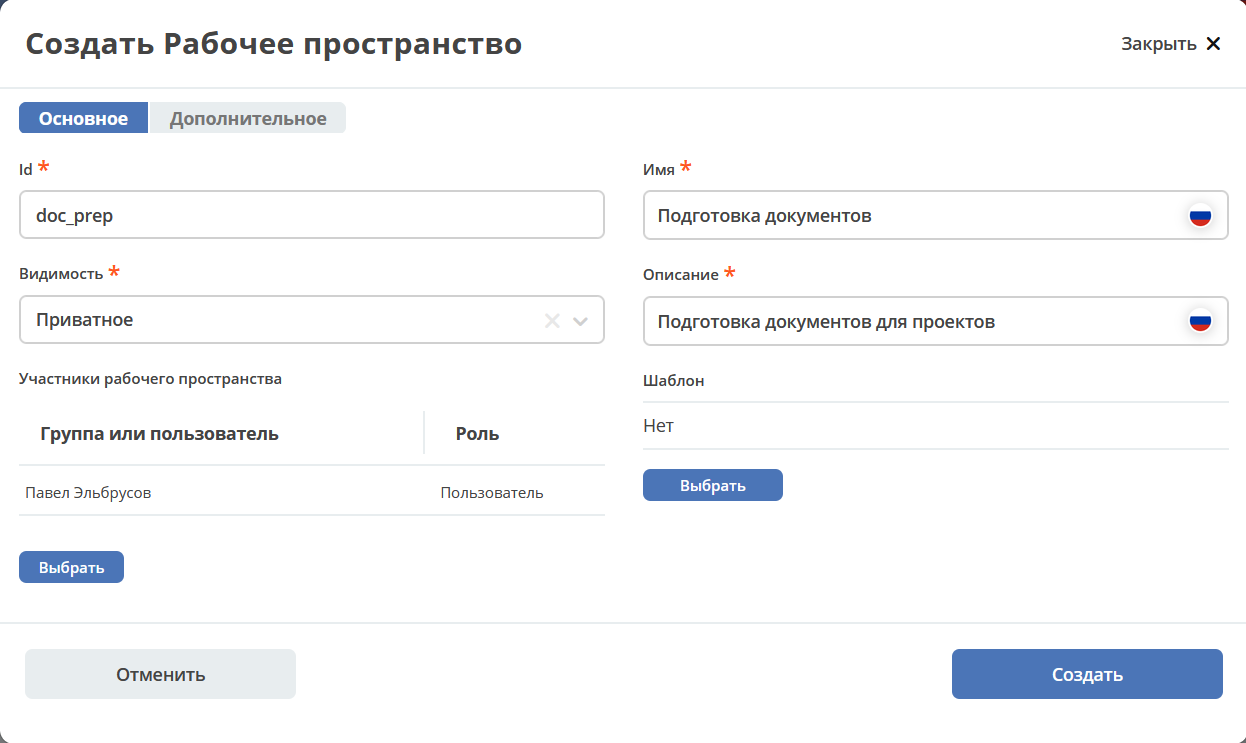 Создать Рабочее пространство
Закрыть
Основное Дополнительное
Id *
Имя *
doc_prep
Подготовка документов
Видимость *
Описание *
Приватное
Подготовка документов для проектов
Участники рабочего пространства
Шаблон
Группа или пользователь Роль
Нет
Павел Эльбрусов Пользователь
Выбрать
Выбрать
Отменить
Создать